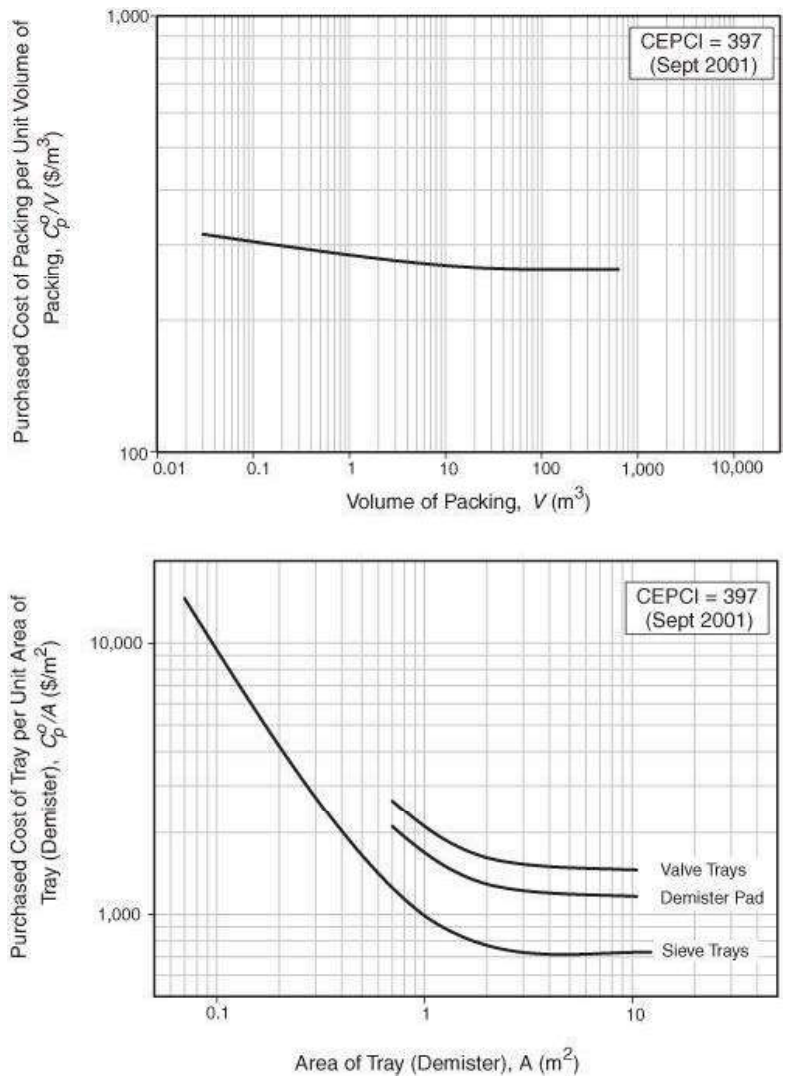 1,000
CEPCI = 397
(Sept 2001)
Purchased Cost of Packing per Unit Volume of
Packing, C°p/V ($/m³)
100
0.01
0.1
1
10
100
1,000
10,000
Volume of Packing, V (m³)
CEPCI = 397
(Sept 2001)
Purchased Cost of Tray per Unit Area of
Tray (Demister), C°p/A ($/m²)
10,000
1,000
Valve Trays
Demister Pad
Sieve Trays
0.1
1
10
Area of Tray (Demister), A (m²)